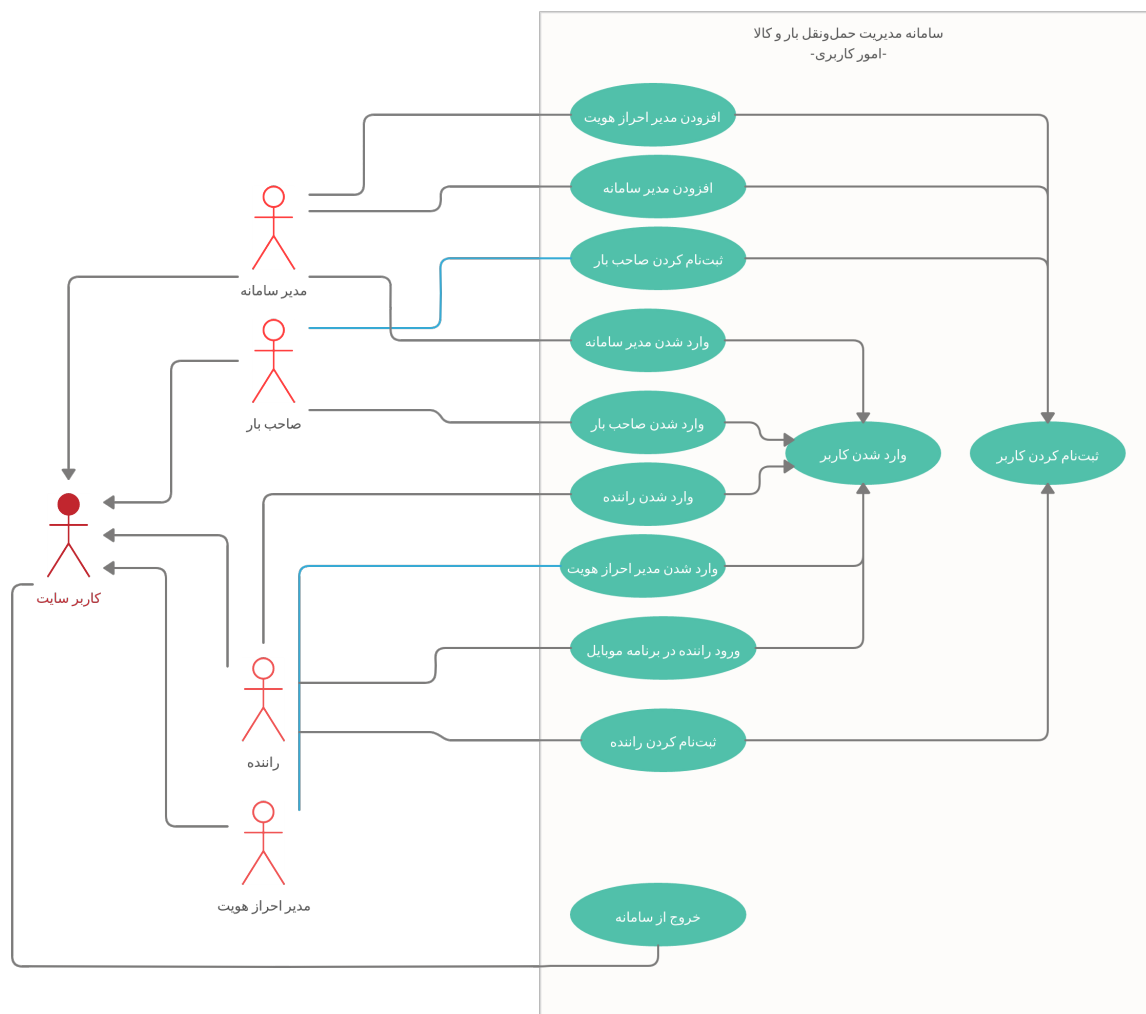 سامانه مدیریت حمل‌ونقل بار و کالا
-امور کاربری-
افزودن مدیر احراز هویت
افزودن مدیر سامانه
ثبت‌نام کردن صاحب بار
مدیر سامانه
وارد شدن مدیر سامانه
صاحب بار
وارد شدن صاحب بار
ثبت‌نام کردن کاربر
وارد شدن کاربر
وارد شدن راننده
وارد شدن مدیر احراز هویت
کاربر سایت
ورود راننده در برنامه موبایل
ثبت‌نام کردن راننده
راننده
مدیر احراز هویت
خروج از سامانه